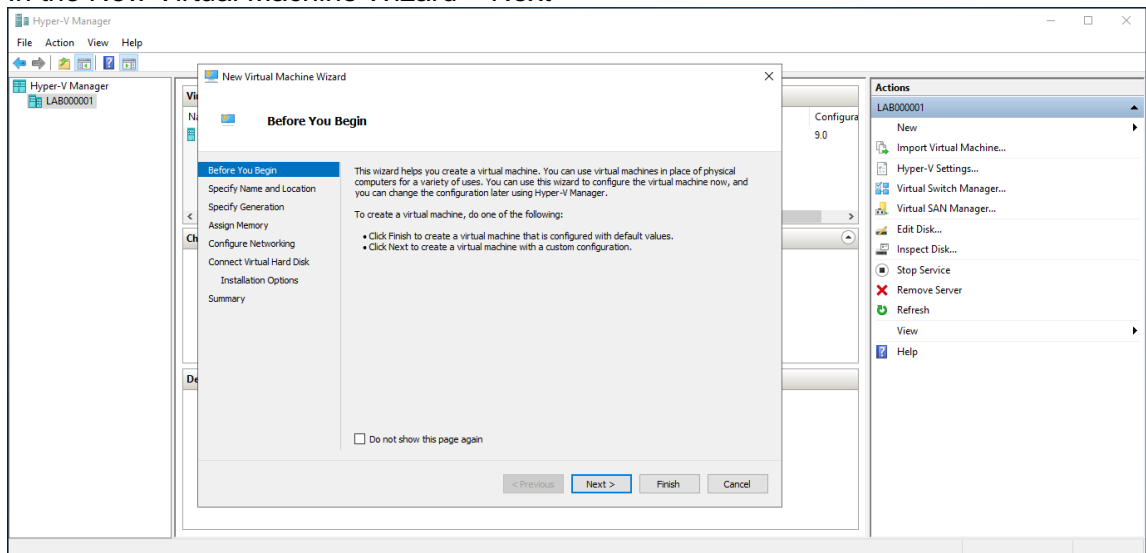 In the New Virtual Machine Wizard – Next
Hyper-V Manager
File Action View Help
Hyper-V Manager
LAB000001
Configura
9.0
New Virtual Machine Wizard
Before You Begin
Before You Begin
Specify Name and Location
Specify Generation
Assign Memory
Configure Networking
Connect Virtual Hard Disk
Installation Options
Summary
This wizard helps you create a virtual machine. You can use virtual machines in place of physical
computers for a variety of uses. You can use this wizard to configure the virtual machine now, and
you can change the configuration later using Hyper-V Manager.
To create a virtual machine, do one of the following:
• Click Finish to create a virtual machine that is configured with default values.
• Click Next to create a virtual machine with a custom configuration.
Do not show this page again
< Previous Next > Finish Cancel
Actions
LAB000001
New
Import Virtual Machine...
Hyper-V Settings...
Virtual Switch Manager...
Virtual SAN Manager...
Edit Disk...
Inspect Disk...
Stop Service
Remove Server
Refresh
View
Help